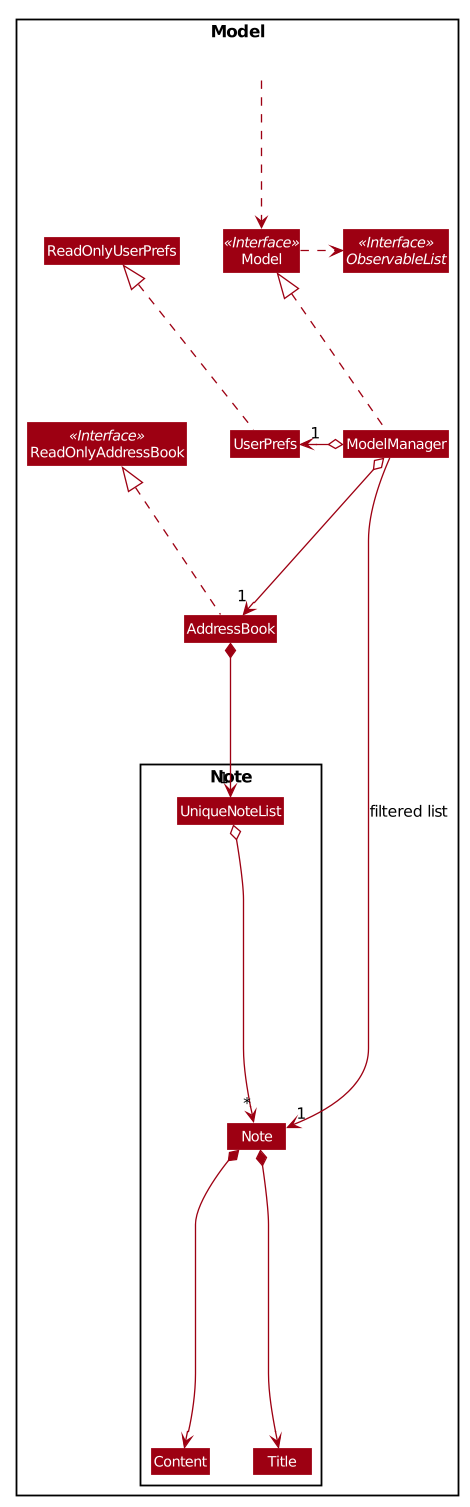 Model
«Interface»
Model
«Interface»
ObservableList
ReadOnlyUserPrefs
«Interface»
ReadOnlyAddressBook
UserPrefs
1
ModelManager
1
AddressBook
Note
1
UniqueNoteList
filtered list
*
1
Note
Content
Title